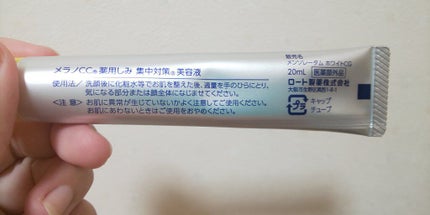 メラノCC® 薬用しみ 集中対策® 美容液
使用法/ 洗顔後に化粧水等でお肌を整えた後、適量を手のひらにとり、
気になる部分または顔全体になじませてください。
<注意> お肌に異常が生じていないかよく注意してご使用ください。
お肌にあわないときはご使用をおやめください。
販売名
メンソレータム ホワイトCG
20mL 医薬部外品
ロート製薬株式会社
大阪市生野区巽西1-8-1
プラ
キャップ
チューブ